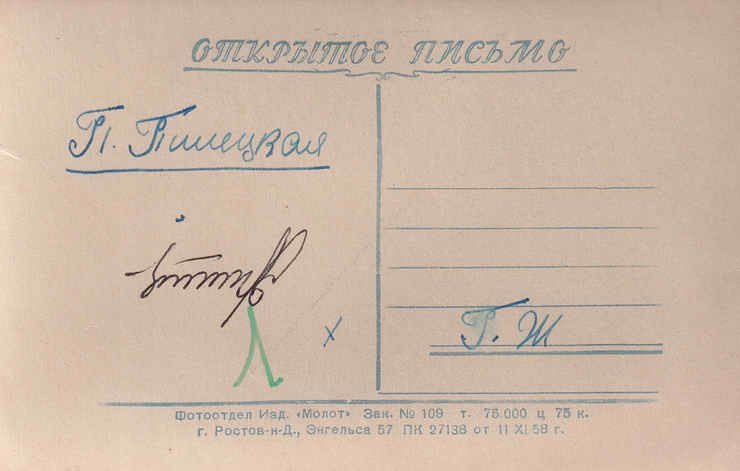 ОТКРЫТОЕ ПИСЬМО
П. Пилецкая
Г. Ш
Фотоотдел Изд. «Молот» Зак. № 109 т. 75.000 ц 75 к.
г. Ростов-н-Д., Энгельса 57 ПК 27138 от 11 XI 58 г.